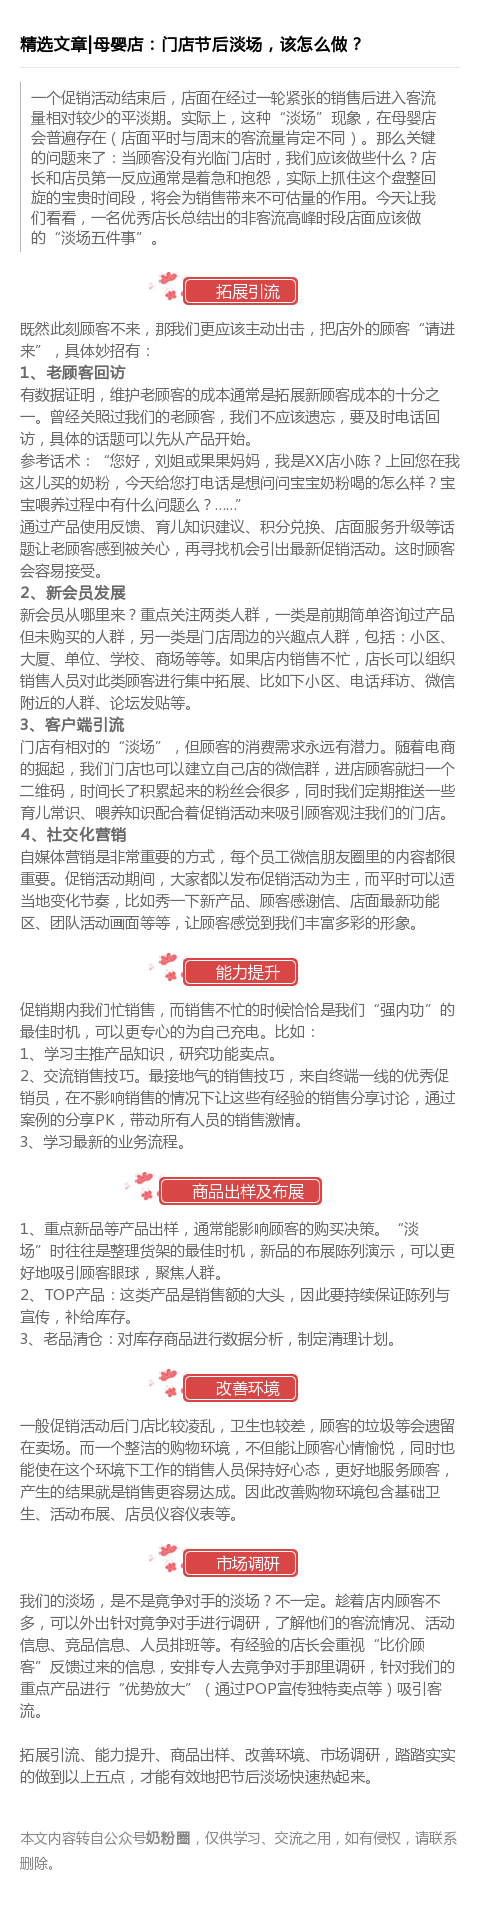 精选文章|母婴店：门店节后淡场，该怎么做？
一个促销活动结束后，店面在经过一轮紧张的销售后进入客流
量相对较少的平淡期。实际上，这种“淡场”现象，在母婴店
会普遍存在（店面平时与周末的客流量肯定不同）。那么关键
的问题来了：当顾客没有光临门店时，我们应该做些什么？店
长和店员第一反应通常是着急和抱怨，实际上抓住这个盘整回
旋的宝贵时间段，将会为销售带来不可估量的作用。今天让我
们看看，一名优秀店长总结出的非客流高峰时段店面应该做
的“淡场五件事”。
拓展引流
既然此刻顾客不来，那我们更应该主动出击，把店外的顾客“请进
来”，具体妙招有：
1、老顾客回访
有数据证明，维护老顾客的成本通常是拓展新顾客成本的十分之
一。曾经关照过我们的老顾客，我们不应该遗忘，要及时电话回
访，具体的话题可以先从产品开始。
参考话术：“您好，刘姐或果果妈妈，我是XX店小陈？上回您在我
这儿买的奶粉，今天给您打电话是想问问宝宝奶粉喝的怎么样？宝
宝喂养过程中有什么问题么？……”
通过产品使用反馈、育儿知识建议、积分兑换、店面服务升级等话
题让老顾客感到被关心，再寻找机会引出最新促销活动。这时顾客
会容易接受。
2、新会员发展
新会员从哪里来？重点关注两类人群，一类是前期简单咨询过产品
但未购买的人群，另一类是门店周边的兴趣点人群，包括：小区、
大厦、单位、学校、商场等等。如果店内销售不忙，店长可以组织
销售人员对此类顾客进行集中拓展、比如下小区、电话拜访、微信
附近的人群、论坛发贴等。
3、客户端引流
门店有相对的“淡场”，但顾客的消费需求永远有潜力。随着电商
的掘起，我们门店也可以建立自己店的微信群，进店顾客就扫一个
二维码，时间长了积累起来的粉丝会很多，同时我们定期推送一些
育儿常识、喂养知识配合着促销活动来吸引顾客观注我们的门店。
4、社交化营销
自媒体营销是非常重要的方式，每个员工微信朋友圈里的内容都很
重要。促销活动期间，大家都以发布促销活动为主，而平时可以适
当地变化节奏，比如秀一下新产品、顾客感谢信、店面最新功能
区、团队活动画面等等，让顾客感觉到我们丰富多彩的形象。
能力提升
促销期内我们忙销售，而销售不忙的时候恰恰是我们“强内功”的
最佳时机，可以更专心的为自己充电。比如：
1、学习主推产品知识，研究功能卖点。
2、交流销售技巧。最接地气的销售技巧，来自终端一线的优秀促
销员，在不影响销售的情况下让这些有经验的销售分享讨论，通过
案例的分享PK，带动所有人员的销售激情。
3、学习最新的业务流程。
商品出样及布展
1、重点新品等产品出样，通常能影响顾客的购买决策。“淡
场”时往往是整理货架的最佳时机，新品的布展陈列演示，可以更
好地吸引顾客眼球，聚焦人群。
2、TOP产品：这类产品是销售额的大头，因此要持续保证陈列与
宣传，补给库存。
3、老品清仓：对库存商品进行数据分析，制定清理计划。
改善环境
一般促销活动后门店比较凌乱，卫生也较差，顾客的垃圾等会遗留
在卖场。而一个整洁的购物环境，不但能让顾客心情愉悦，同时也
能使在这个环境下工作的销售人员保持好心态，更好地服务顾客，
产生的结果就是销售更容易达成。因此改善购物环境包含基础卫
生、活动布展、店员仪容仪表等。
市场调研
我们的淡场，是不是竟争对手的淡场？不一定。趁着店内顾客不
多，可以外出针对竟争对手进行调研，了解他们的客流情况、活动
信息、竞品信息、人员排班等。有经验的店长会重视“比价顾
客”反馈过来的信息，安排专人去竟争对手那里调研，针对我们的
重点产品进行“优势放大”（通过POP宣传独特卖点等）吸引客
流。
拓展引流、能力提升、商品出样、改善环境、市场调研，踏踏实实
的做到以上五点，才能有效地把节后淡场快速热起来。
本文内容转自公众号奶粉圈，仅供学习、交流之用，如有侵权，请联系
删除。